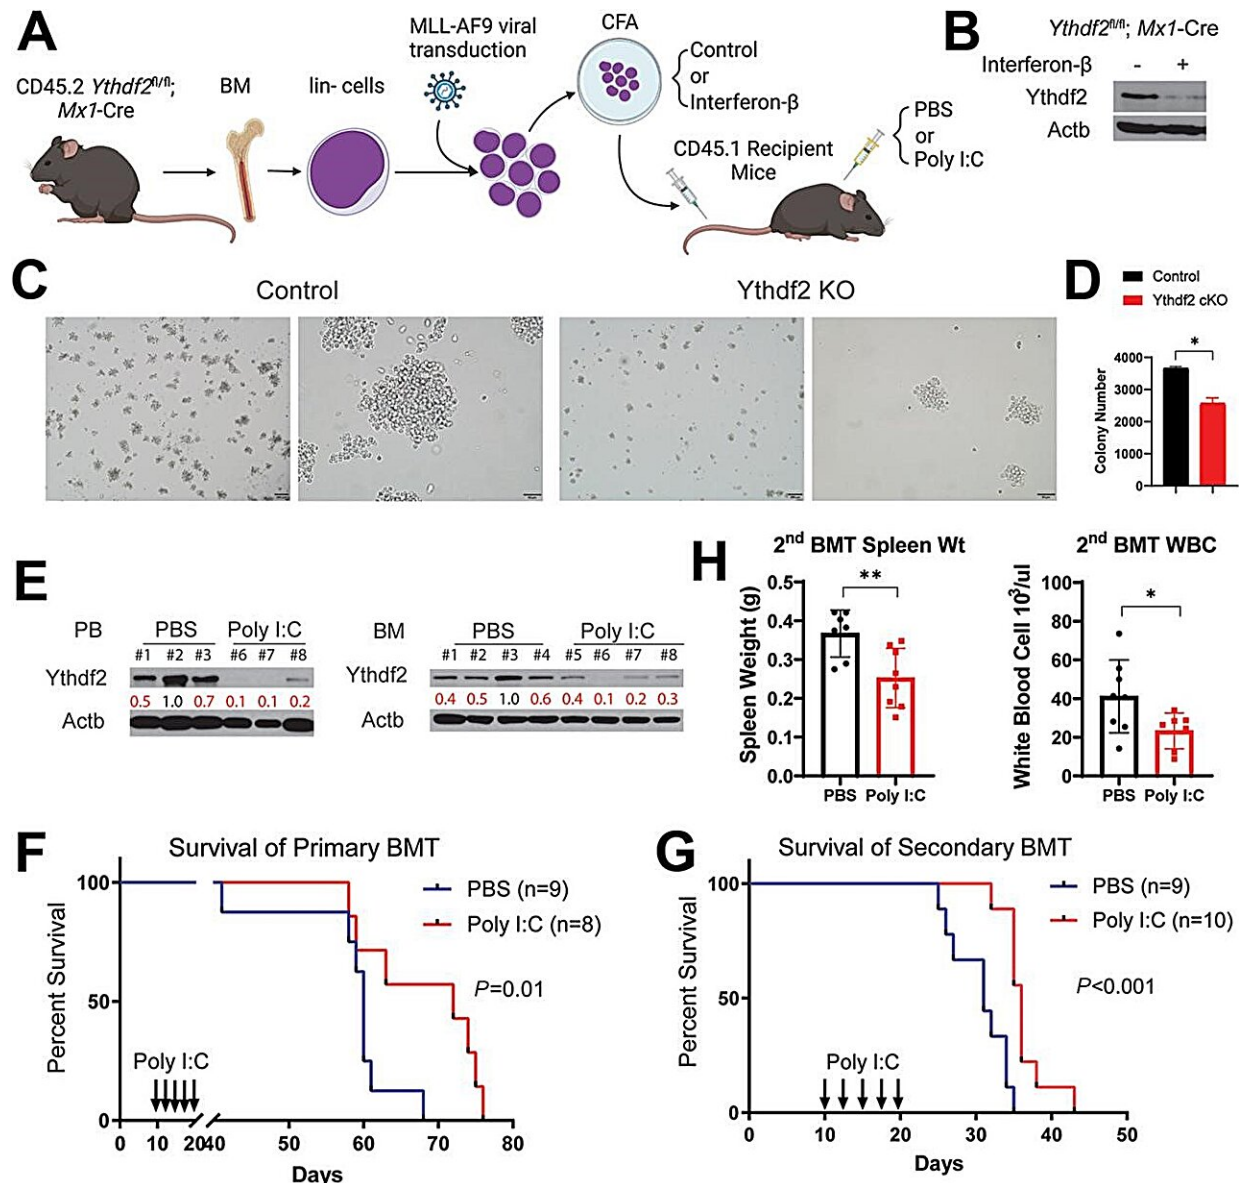 A
CD45.2 Ythdf2fl/fl;
Mx1-Cre
BM
lin- cells
MLL-AF9 viral
transduction
CFA
Control
or
Interferon-β
CD45.1 Recipient
Mice
PBS
or
Poly I:C
B
Ythdf2fl/fl; Mx1-Cre
Interferon-β - +
Ythdf2
Actb
C
Control
Ythdf2 KO
D
Control
Ythdf2 cKO
*
4000
3000
2000
1000
0
Colony Number
E
PB PBS Poly I:C
#1 #2 #3 #6 #7 #8
Ythdf2
0.5 1.0 0.7 0.1 0.1 0.2
Actb
BM PBS Poly I:C
#1 #2 #3 #4 #5 #6 #7 #8
Ythdf2
0.4 0.5 1.0 0.6 0.4 0.1 0.2 0.3
Actb
H
2nd BMT Spleen Wt
**
0.5
0.4
0.3
0.2
0.1
0.0
Spleen Weight (g)
PBS Poly I:C
2nd BMT WBC
*
100
80
60
40
20
0
White Blood Cell 10³/ul
PBS Poly I:C
F
Survival of Primary BMT
PBS (n=9)
Poly I:C (n=8)
P=0.01
Poly I:C
100
50
0
Percent Survival
0 10 20 40 50 60 70 80
Days
G
Survival of Secondary BMT
PBS (n=9)
Poly I:C (n=10)
P<0.001
Poly I:C
100
50
0
Percent Survival
0 10 20 30 40 50
Days